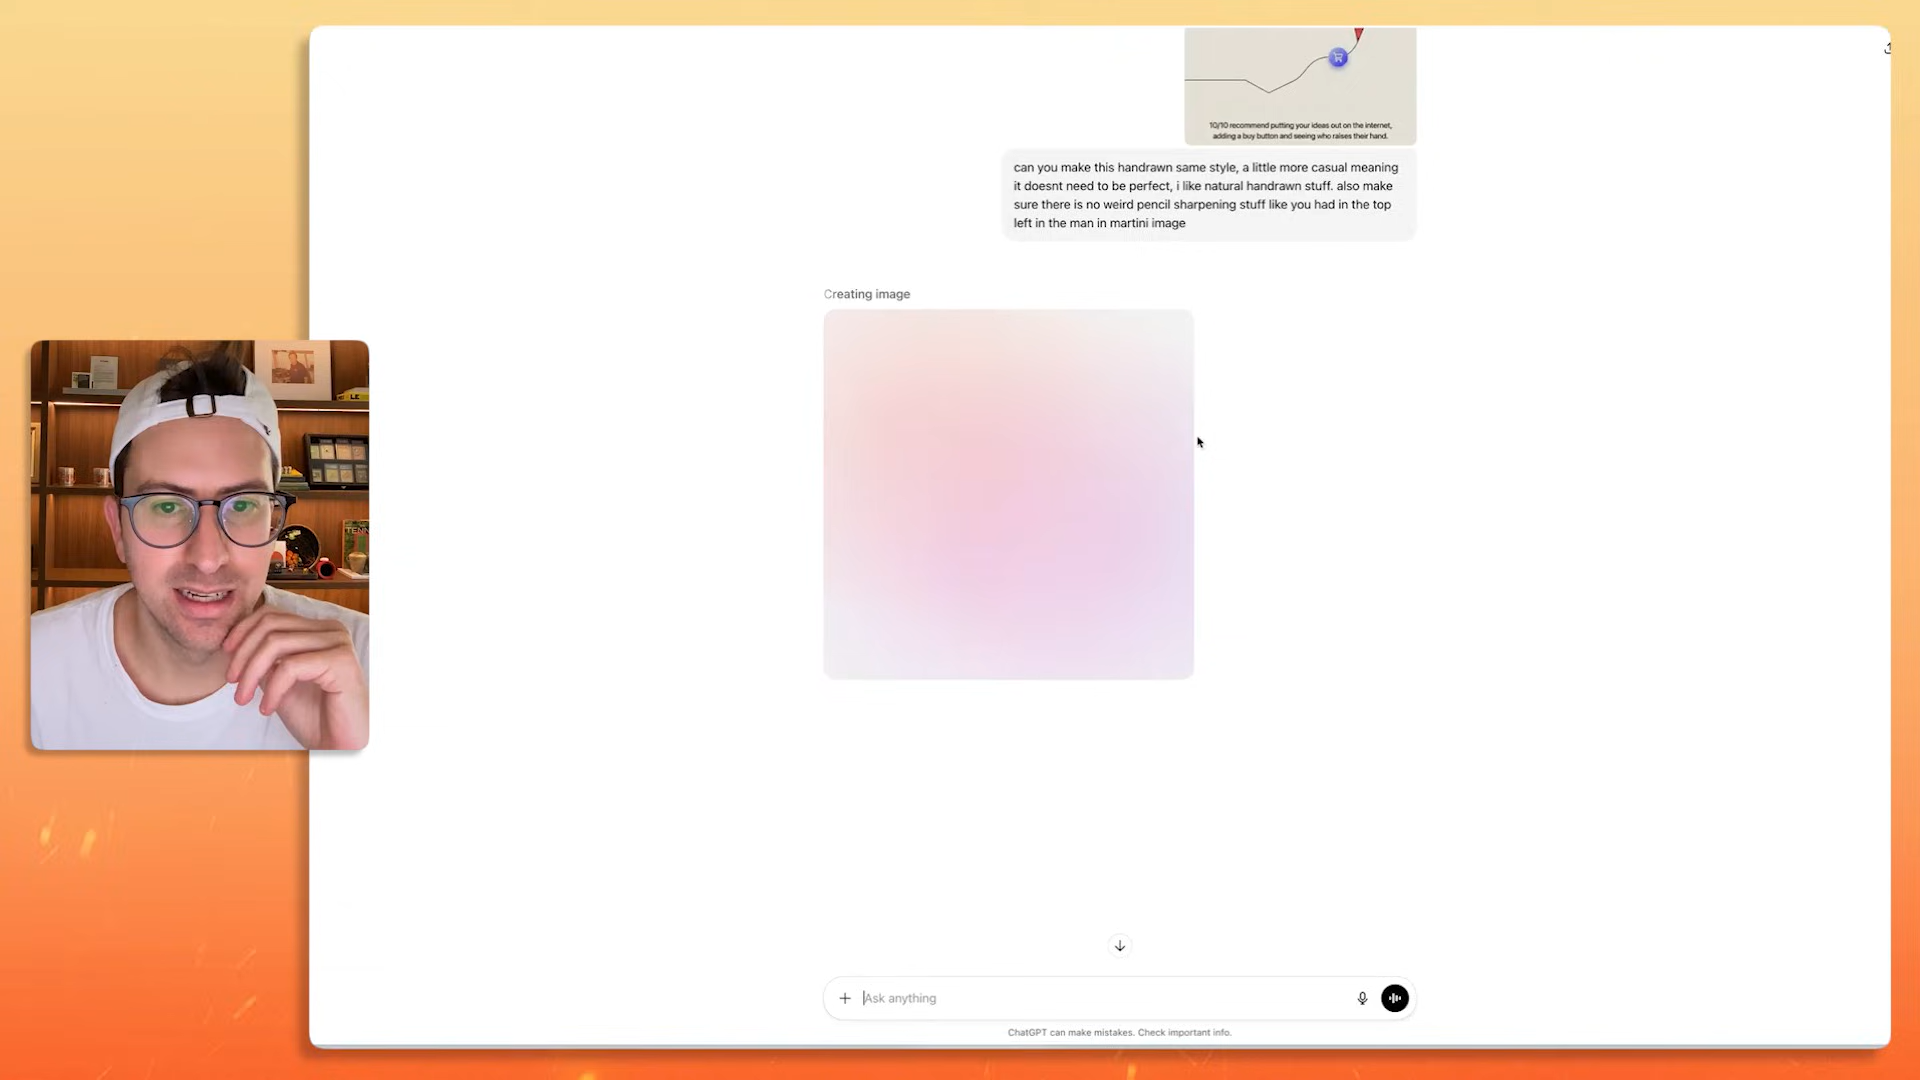 10/10 recommend putting your ideas out on the internet,
adding a buy button and seeing who raises their hand.
can you make this handrawn same style, a little more casual meaning
it doesnt need to be perfect, i like natural handrawn stuff. also make
sure there is no weird pencil sharpening stuff like you had in the top
left in the man in martini image
Creating image
TENN
Ask anything
ChatGPT can make mistakes. Check important info.